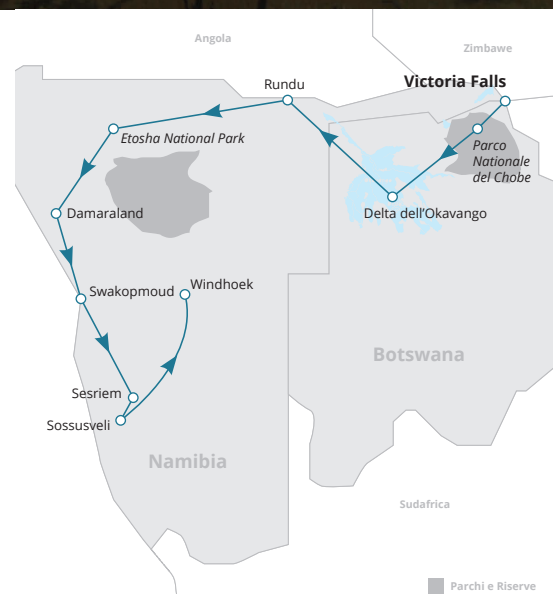 Angola
Zimbawe
Victoria Falls
Rundu
Etosha National Park
Parco
Nazionale
del Chobe
Damaraland
Delta dell'Okavango
Swakopmoud
Windhoek
Botswana
Sesriem
Sossusveli
Namibia
Sudafrica
Parchi e Riserve